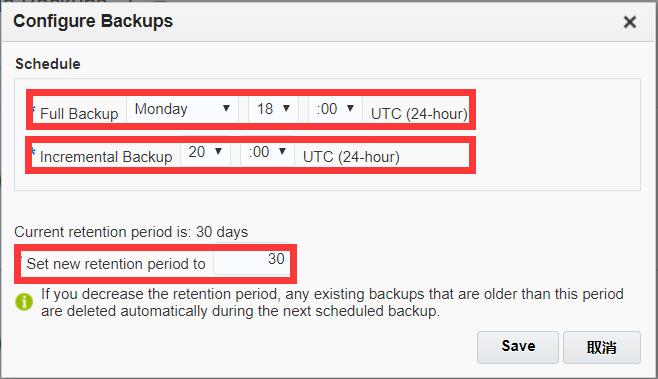 Configure Backups
Schedule
* Full Backup Monday 18 :00 UTC (24-hour)
* Incremental Backup 20 :00 UTC (24-hour)
Current retention period is: 30 days
* Set new retention period to 30
If you decrease the retention period, any existing backups that are older than this period
are deleted automatically during the next scheduled backup.
Save 取消